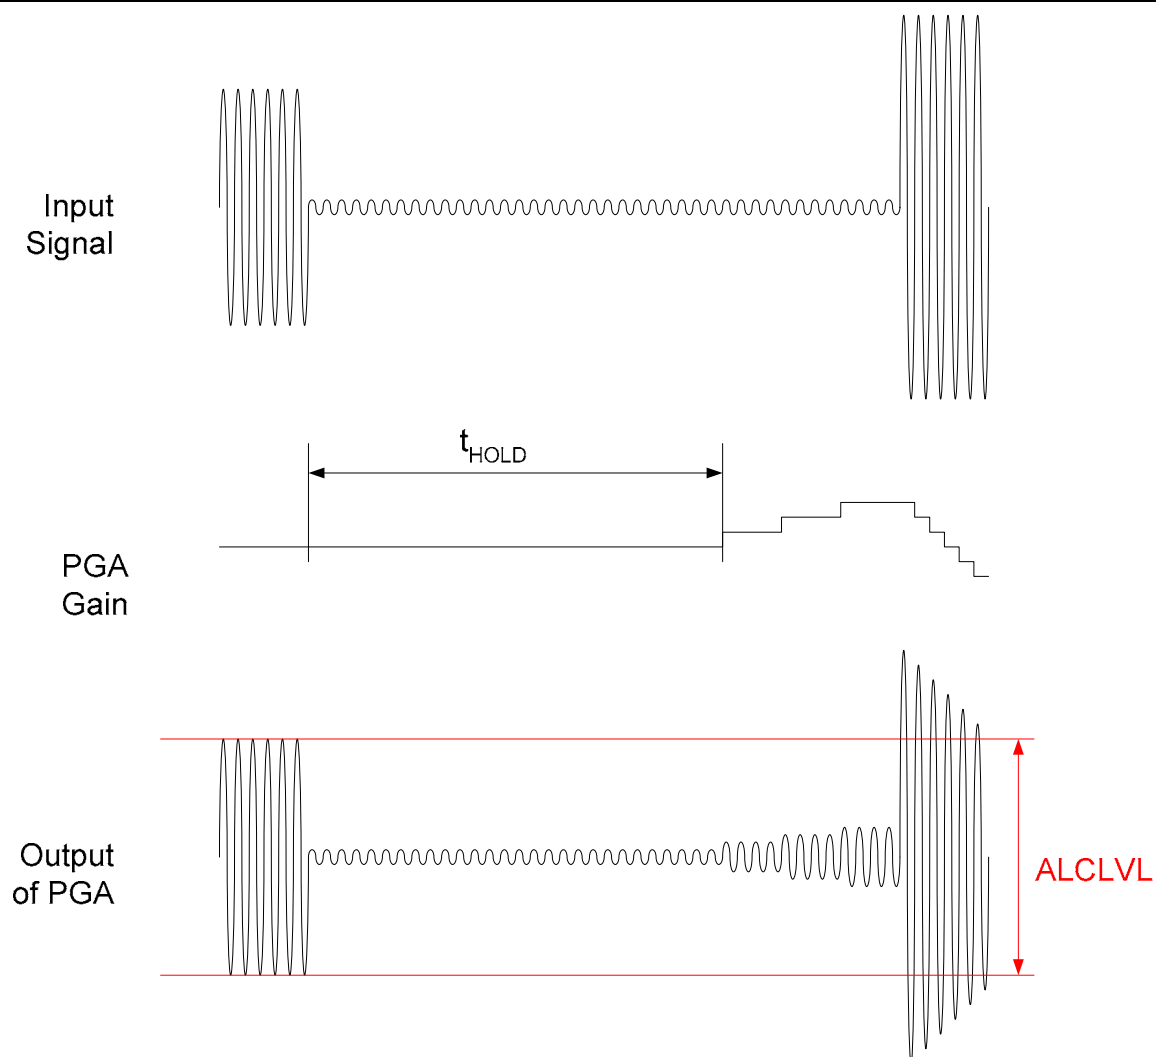 Input
Signal
tHOLD
PGA
Gain
Output
of PGA
ALCLVL